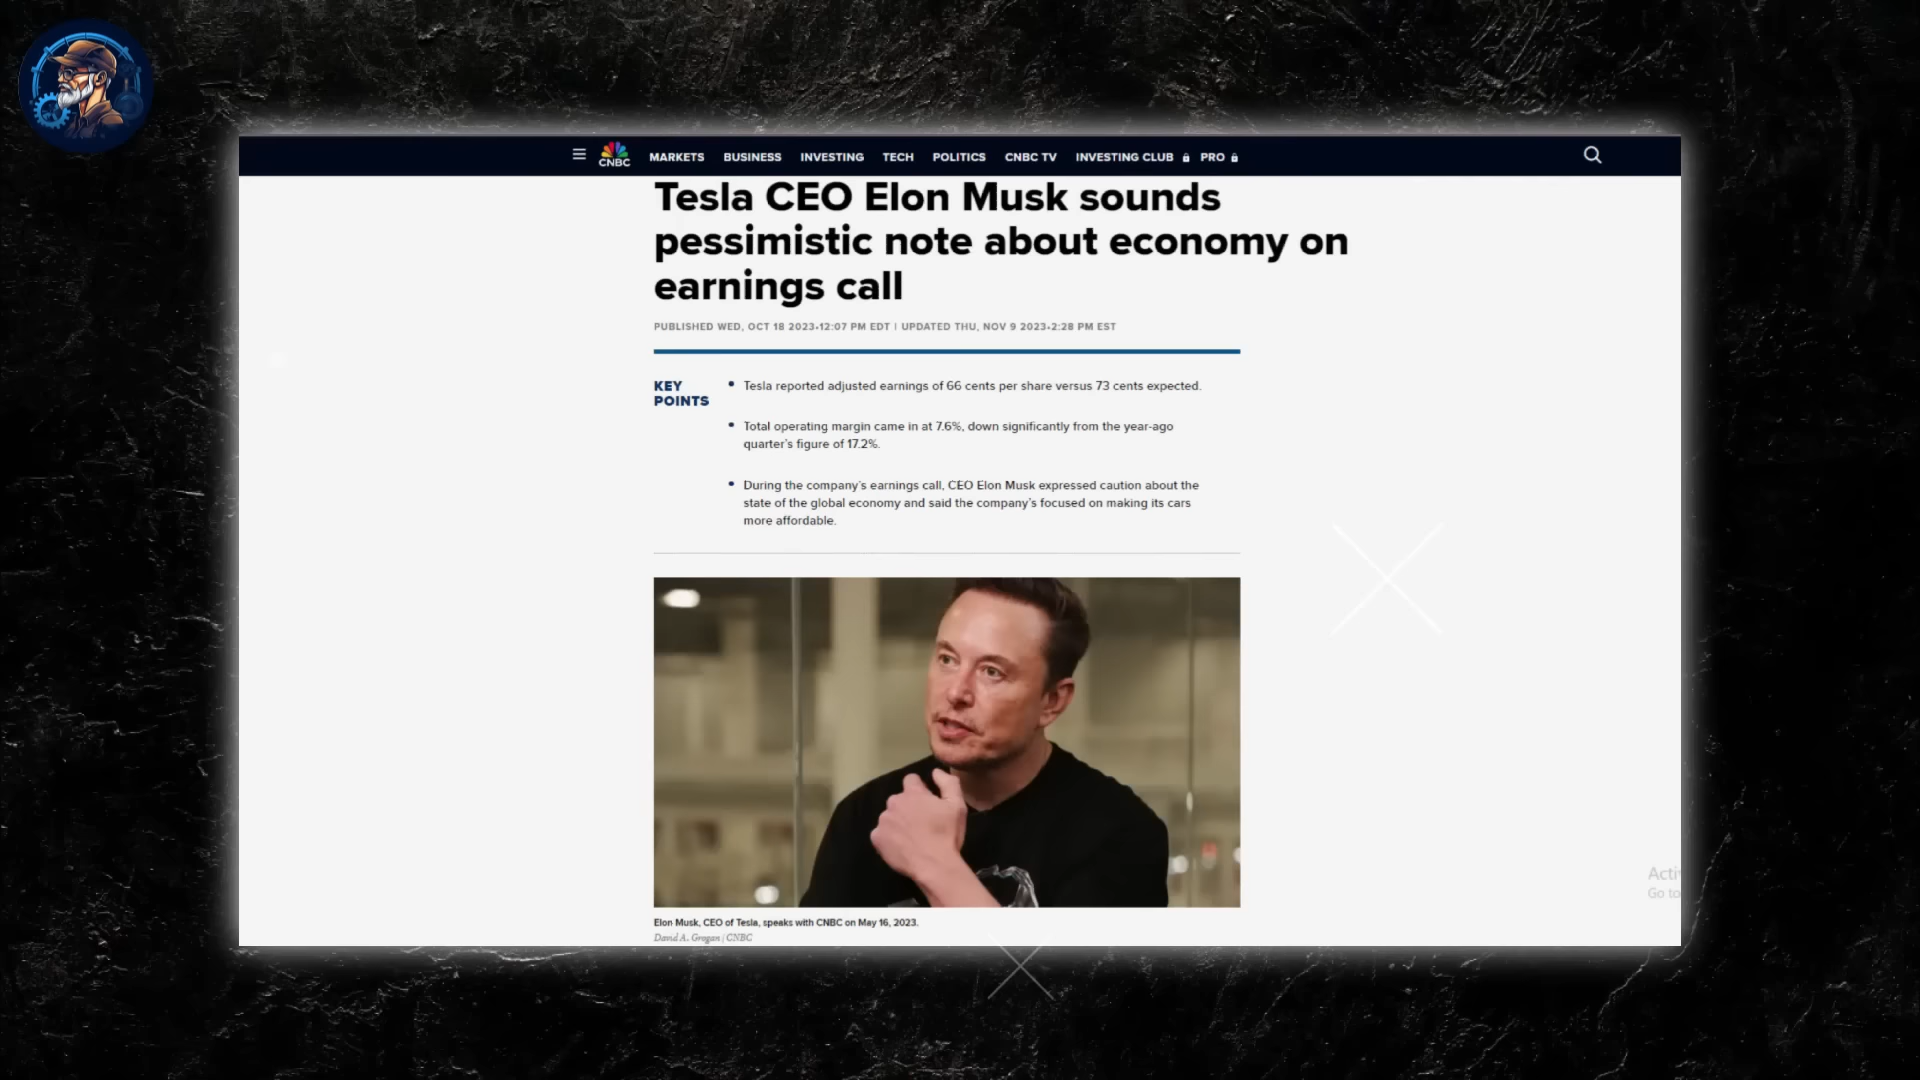 CNBC
MARKETS BUSINESS INVESTING TECH POLITICS CNBC TV INVESTING CLUB PRO
Tesla CEO Elon Musk sounds
pessimistic note about economy on
earnings call
PUBLISHED WED, OCT 18 2023•12:07 PM EDT | UPDATED THU, NOV 9 2023•2:28 PM EST
KEY
POINTS
• Tesla reported adjusted earnings of 66 cents per share versus 73 cents expected.
• Total operating margin came in at 7.6%, down significantly from the year-ago
quarter's figure of 17.2%.
• During the company's earnings call, CEO Elon Musk expressed caution about the
state of the global economy and said the company's focused on making its cars
more affordable.
Elon Musk, CEO of Tesla, speaks with CNBC on May 16, 2023.
David A. Grogan | CNBC
Go to